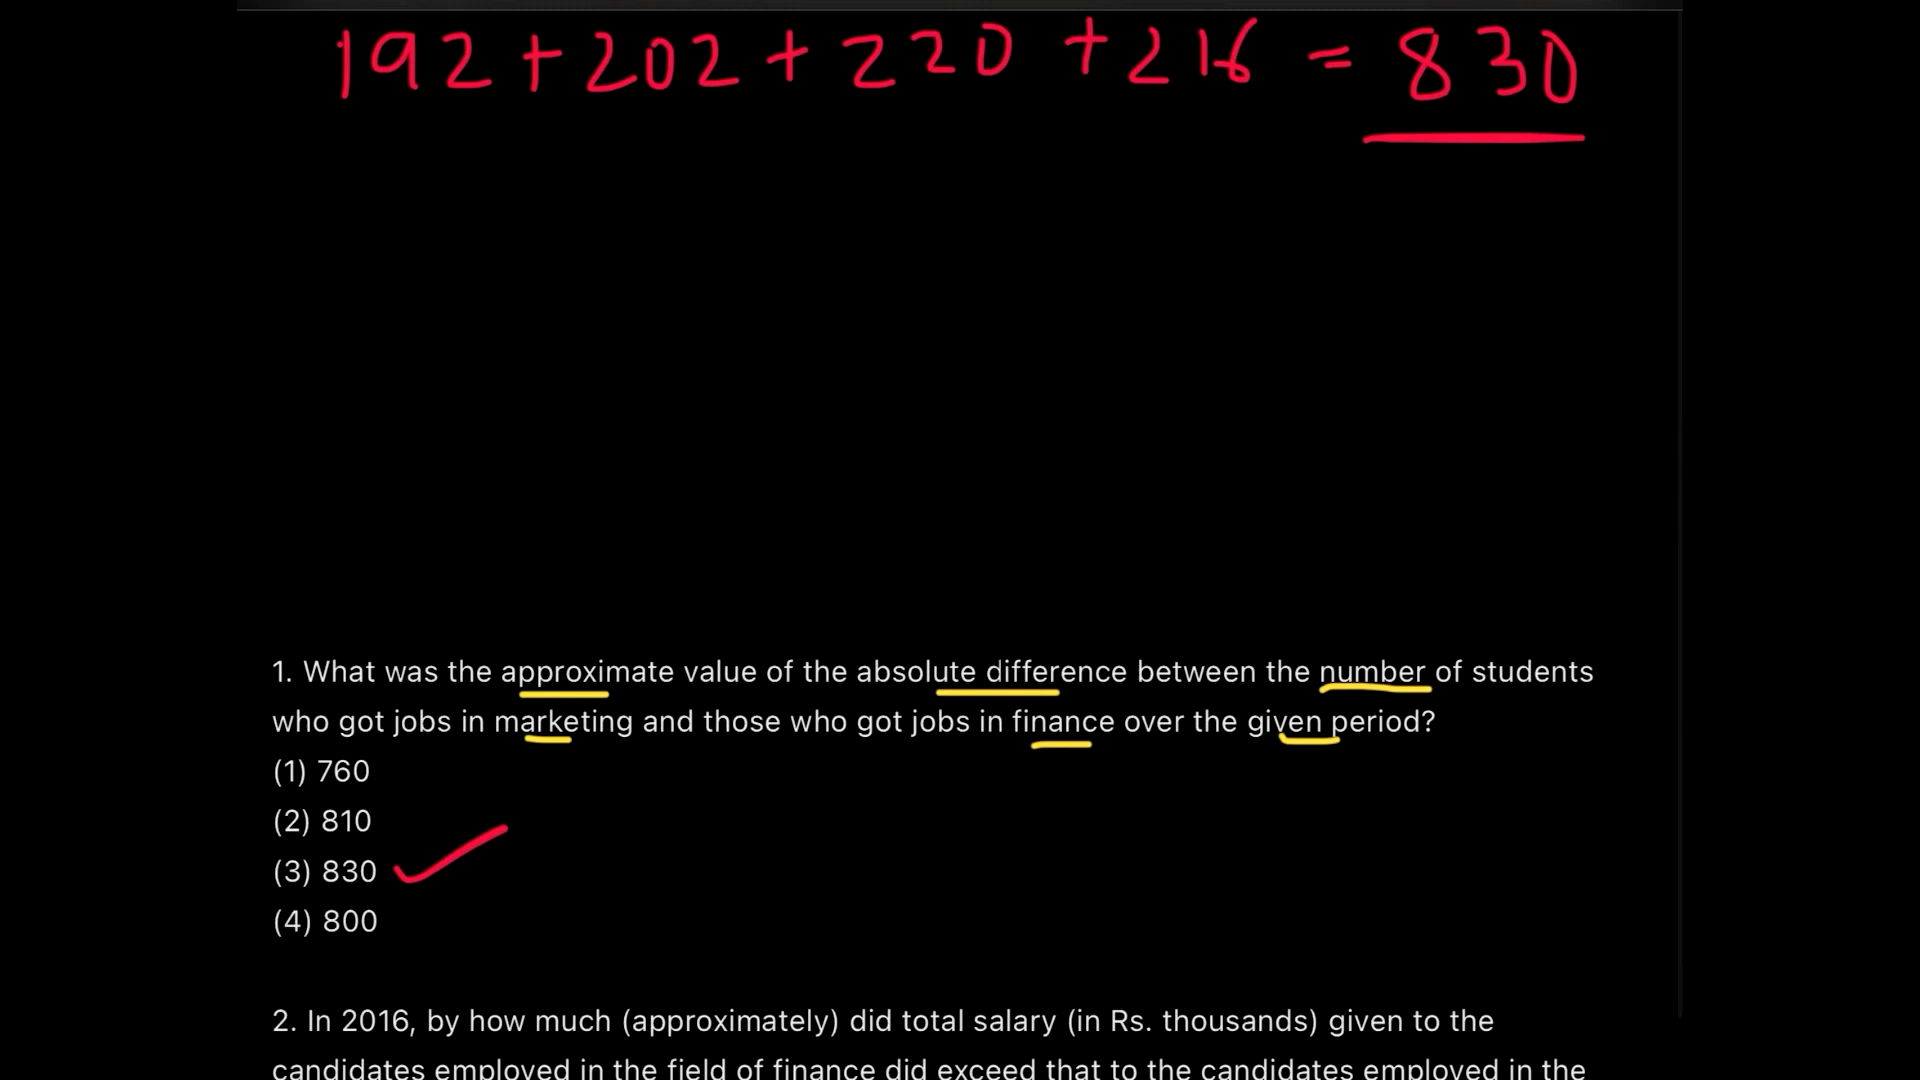 192 + 202 + 220 + 216 = 830
1. What was the approximate value of the absolute difference between the number of students
who got jobs in marketing and those who got jobs in finance over the given period?
(1) 760
(2) 810
(3) 830
(4) 800
2. In 2016, by how much (approximately) did total salary (in Rs. thousands) given to the
candidates employed in the field of finance did exceed that to the candidates employed in the